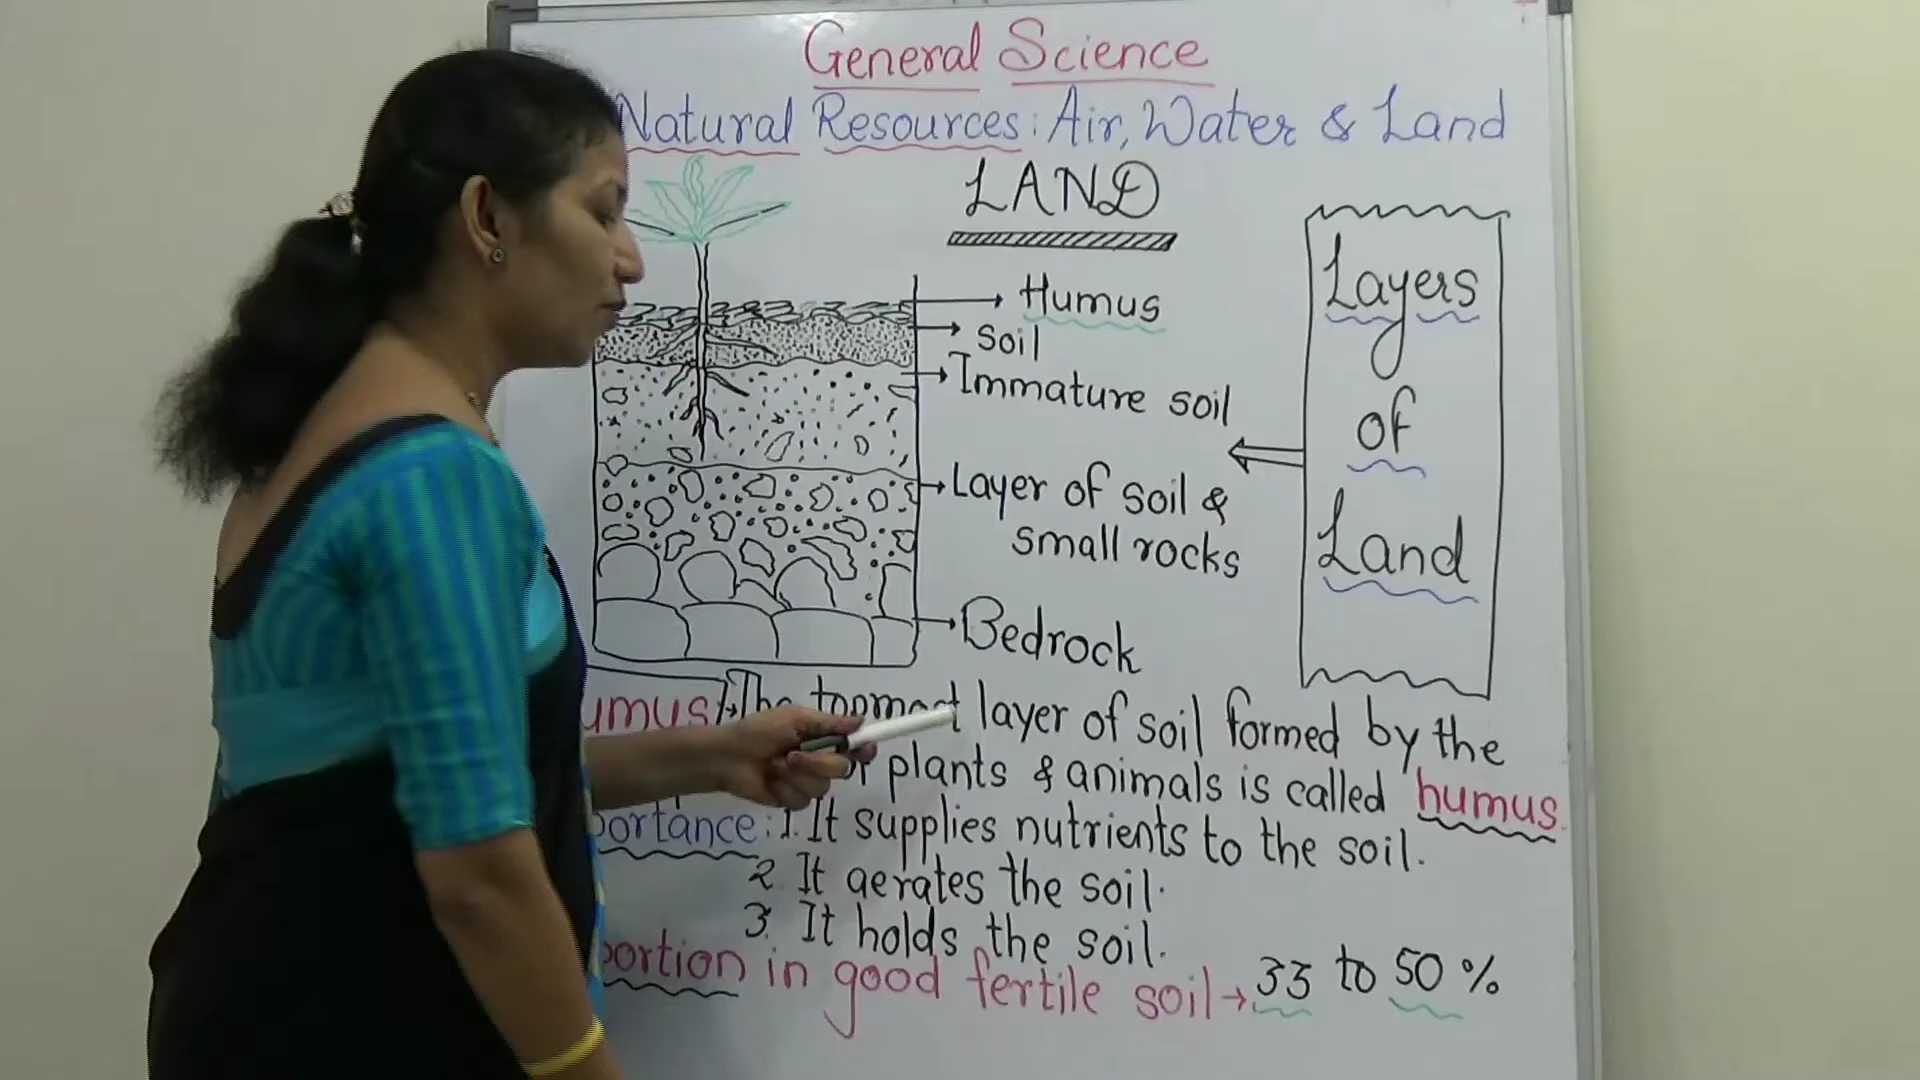 General Science
Natural Resources: Air, Water & Land
LAND
Humus
Soil
Immature soil
Layer of soil &
small rocks
Bedrock
Layers
of
Land
umus → The topmost layer of soil formed by the
of plants & animals is called humus.
portance: 1. It supplies nutrients to the soil.
2. It aerates the soil.
3. It holds the soil.
portion in good fertile soil → 33 to 50 %